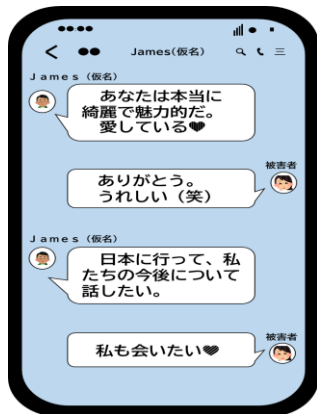 James(仮名)
James（仮名）
あなたは本当に
綺麗で魅力的だ。
愛している♥
被害者
ありがとう。
うれしい（笑）
James（仮名）
日本に行って、私
たちの今後について
話したい。
被害者
私も会いたい♥